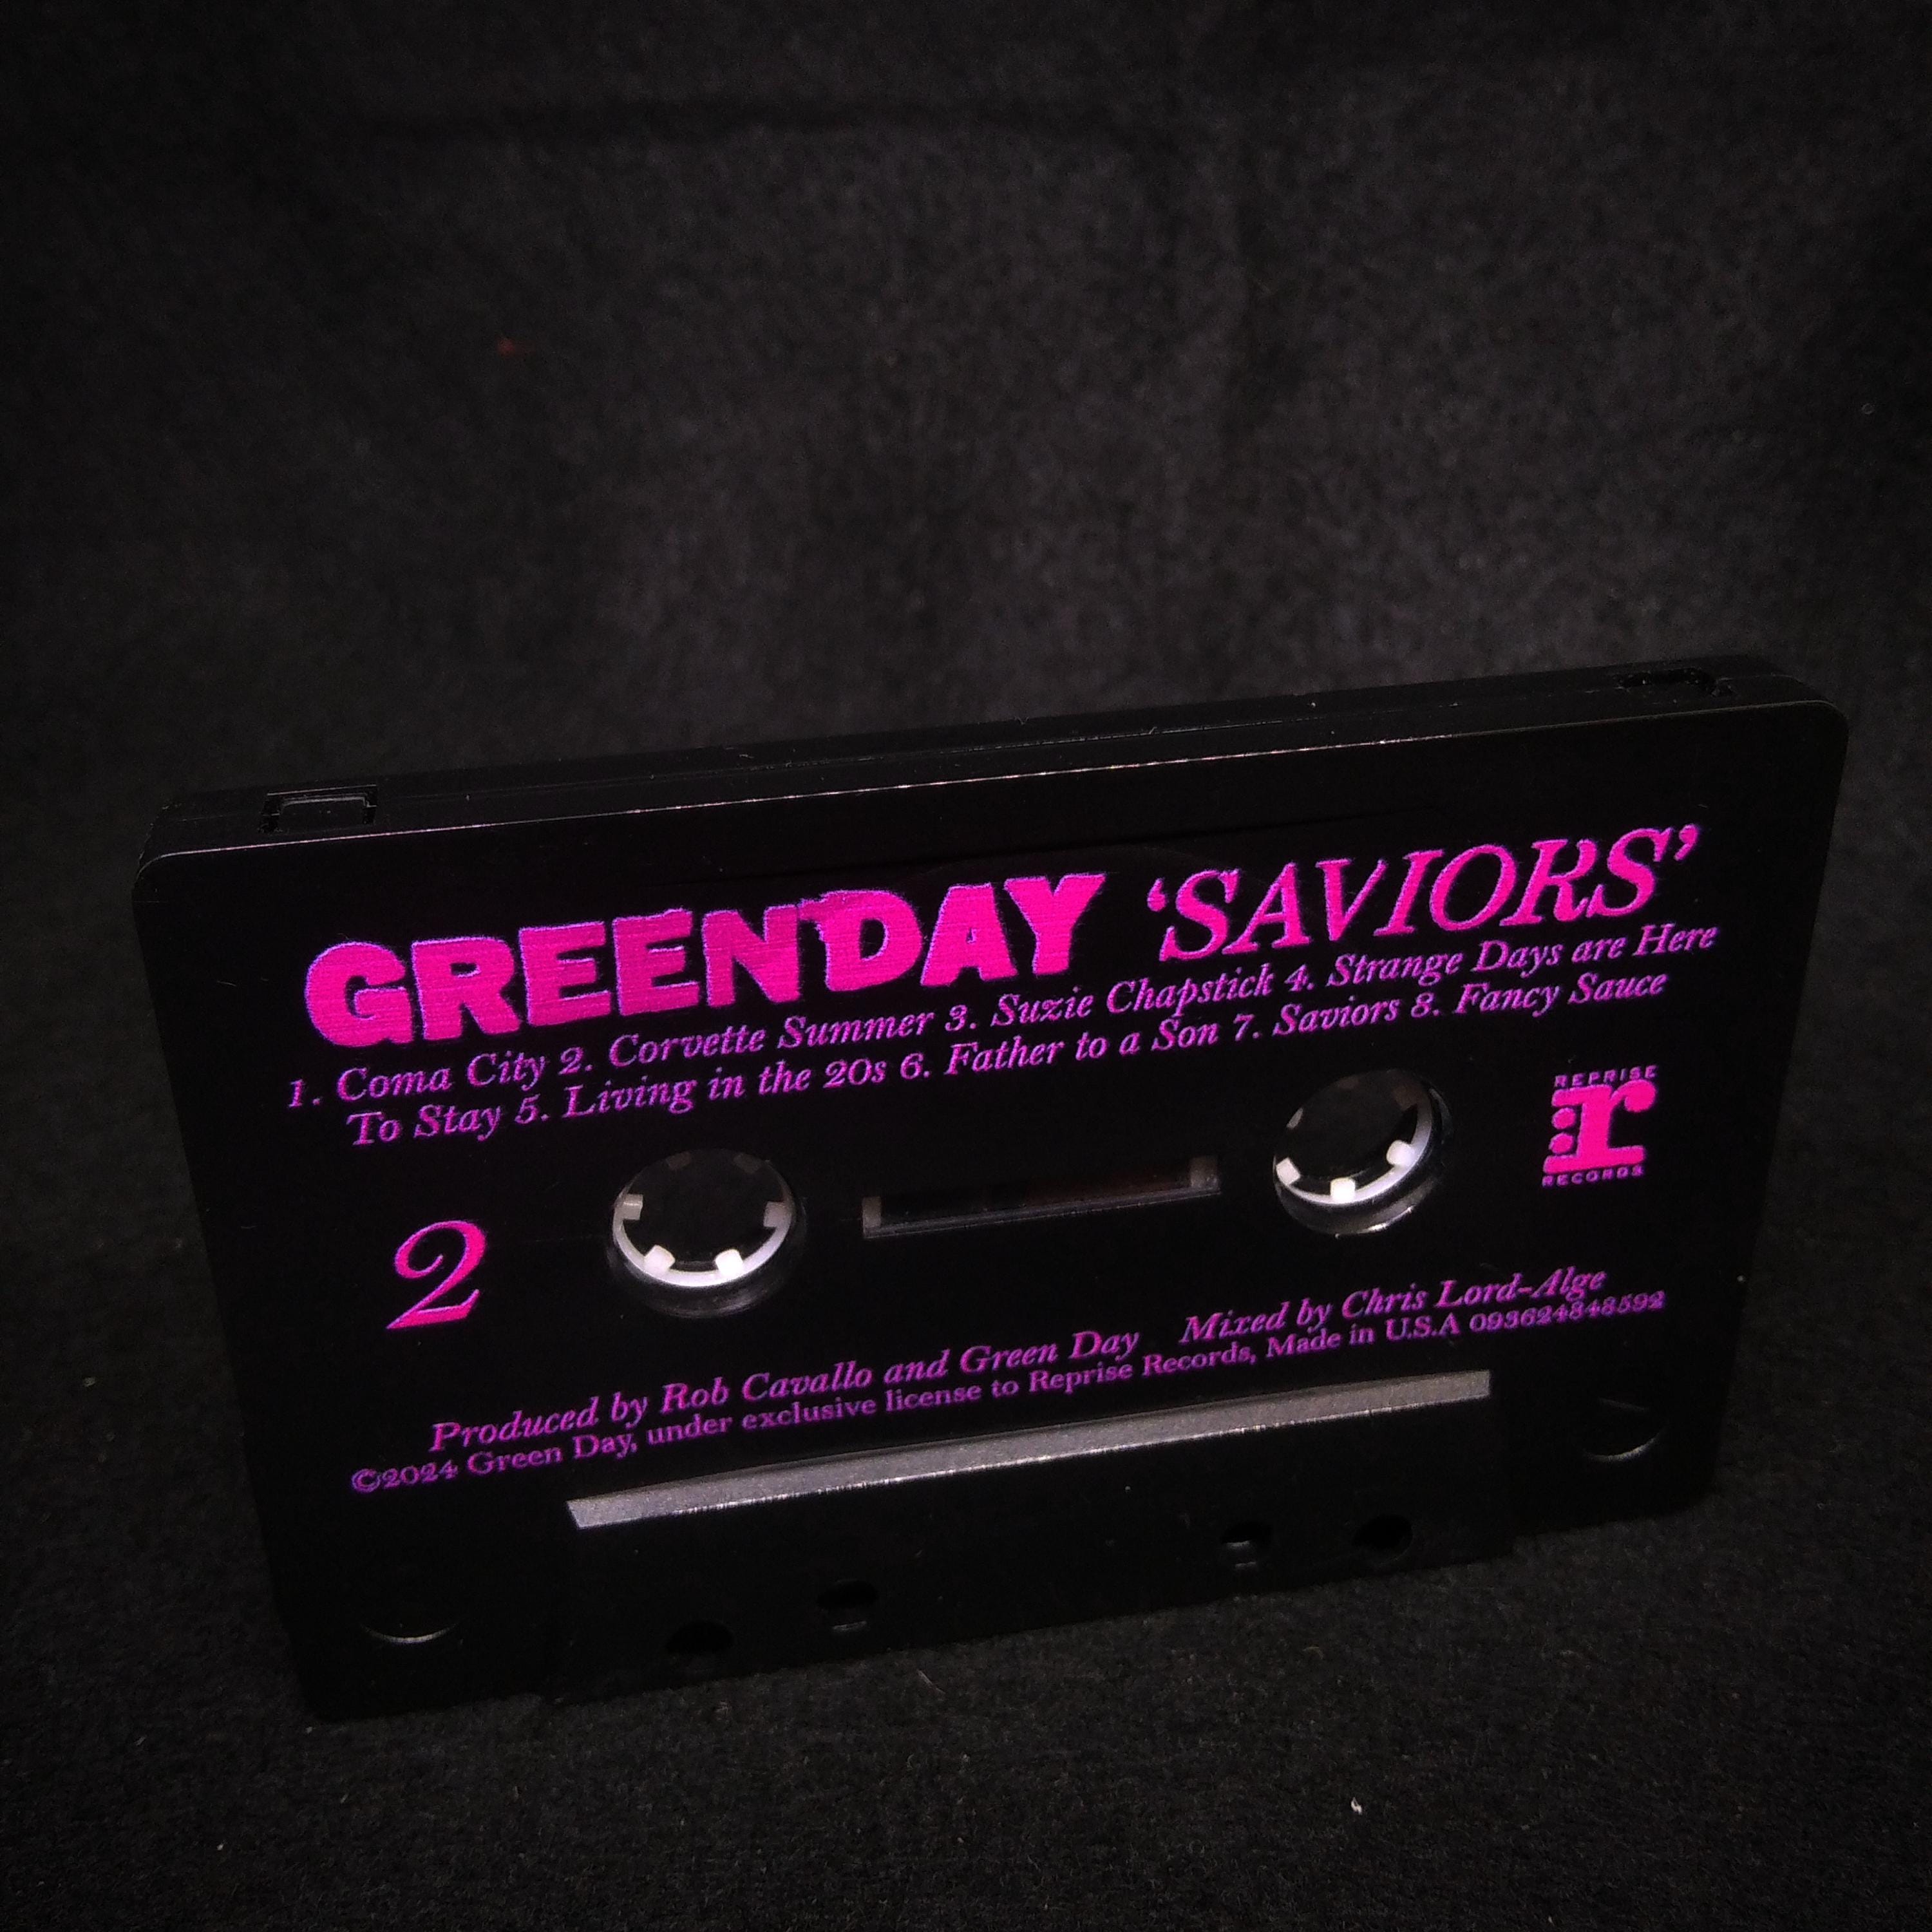 GREEN DAY ‘SAVIORS’
1. Coma City 2. Corvette Summer 3. Suzie Chapstick 4. Strange Days are Here
To Stay 5. Living in the 20s 6. Father to a Son 7. Saviors 8. Fancy Sauce
REPRISE
r
RECORDS
2
Produced by Rob Cavallo and Green Day Mixed by Chris Lord-Alge
©2024 Green Day, under exclusive license to Reprise Records, Made in U.S.A 093624848592